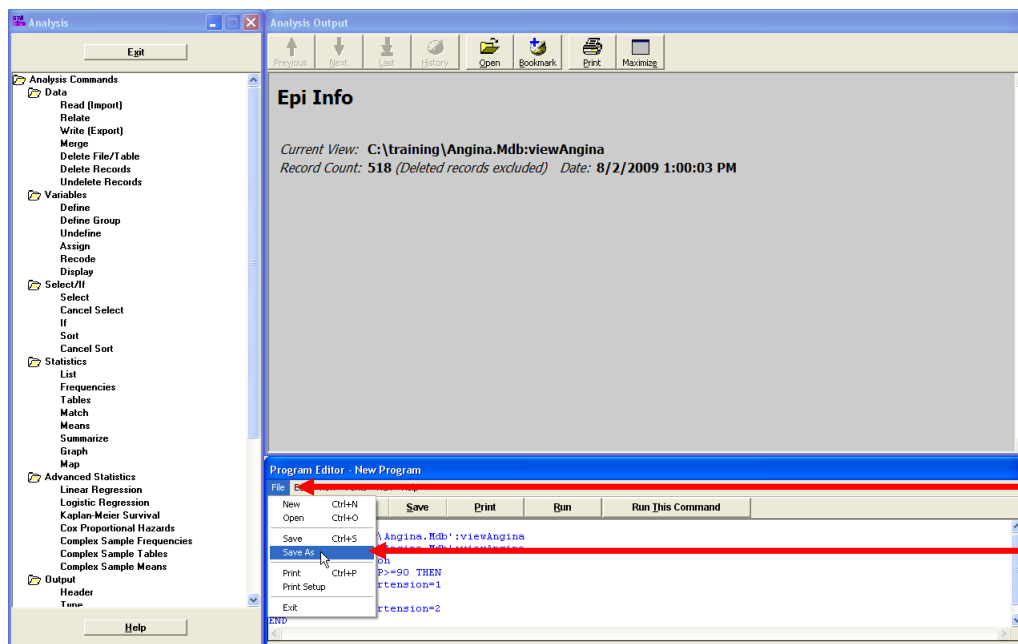 Analysis
Exit
Analysis Commands
Data
Read (Import)
Relate
Write (Export)
Merge
Delete File/Table
Delete Records
Undelete Records
Variables
Define
Define Group
Undefine
Assign
Recode
Display
Select/If
Select
Cancel Select
If
Sort
Cancel Sort
Statistics
List
Frequencies
Tables
Match
Means
Summarize
Graph
Map
Advanced Statistics
Linear Regression
Logistic Regression
Kaplan-Meier Survival
Cox Proportional Hazards
Complex Sample Frequencies
Complex Sample Tables
Complex Sample Means
Output
Header
Type
Help
Analysis Output
Previous Next Last History Open Bookmark Print Maximize
Epi Info
Current View: C:\training\Angina.Mdb:viewAngina
Record Count: 518 (Deleted records excluded) Date: 8/2/2009 1:00:03 PM
Program Editor - New Program
File Help
Save Print Run Run This Command
New Ctrl+N
Open Ctrl+O
Save Ctrl+S
Save As
Print Ctrl+P
Print Setup
Exit
\Angina.Mdb':viewAngina
P>=90 THEN
rtension=1
rtension=2
END